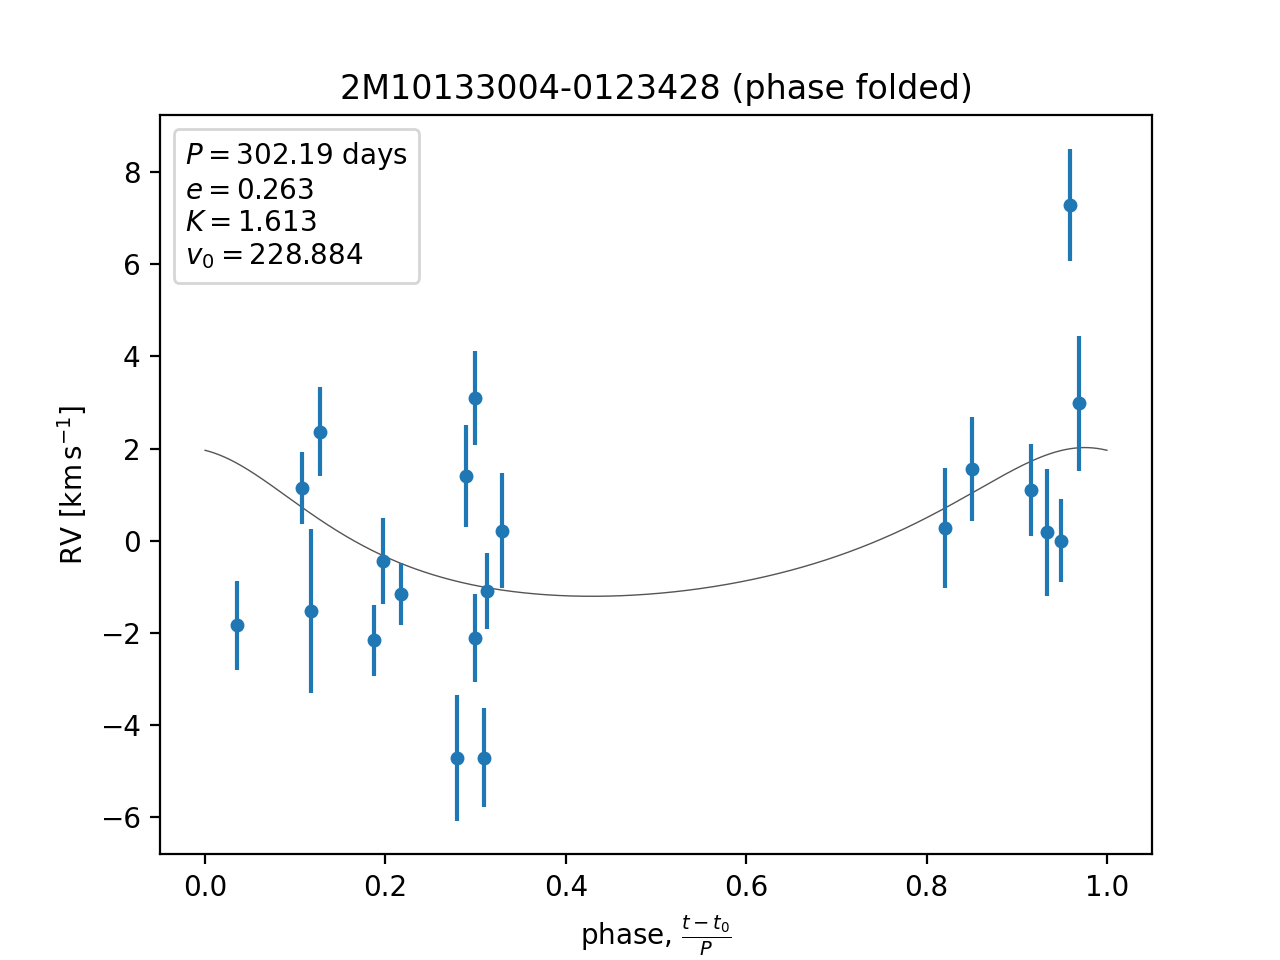 2M10133004-0123428 (phase folded)
P = 302.19 days
e = 0.263
K = 1.613
v₀ = 228.884
8
6
4
2
0
−2
−4
−6
RV [km s⁻¹]
0.0 0.2 0.4 0.6 0.8 1.0
phase, (t − t₀)/P